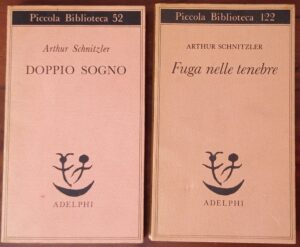 Piccola Biblioteca 52
Arthur Schnitzler
DOPPIO SOGNO
ADELPHI
Piccola Biblioteca 122
ARTHUR SCHNITZLER
Fuga nelle tenebre
ADELPHI